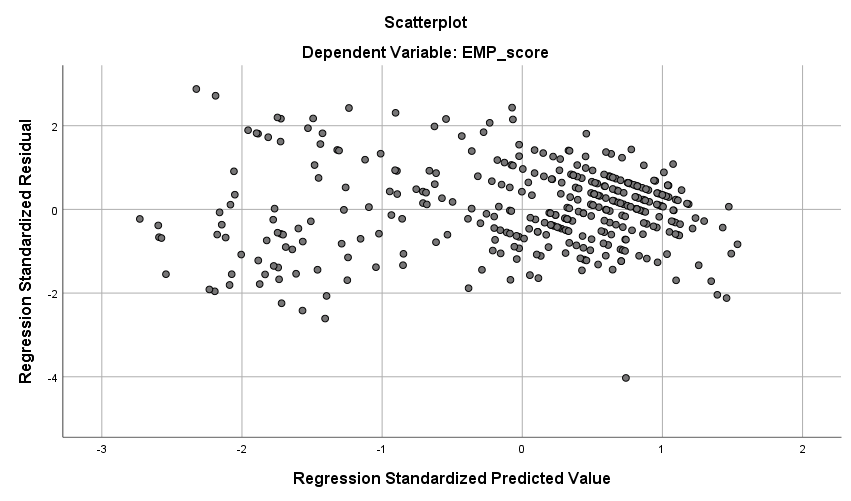 Scatterplot
Dependent Variable: EMP_score
Regression Standardized Residual
2
0
-2
-4
-3
-2
-1
0
1
2
Regression Standardized Predicted Value